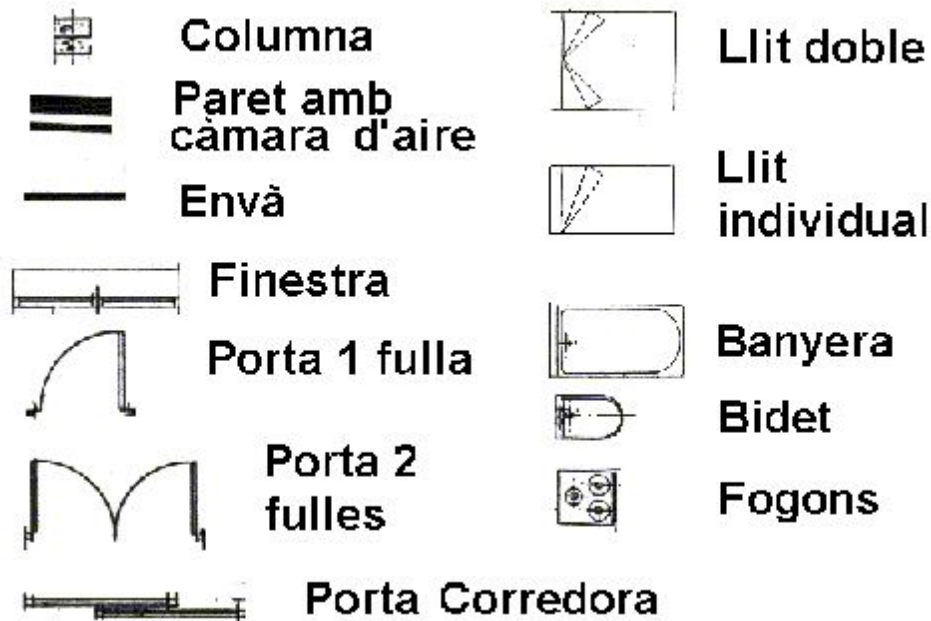 Columna
Paret amb
càmara d'aire
Envà
Finestra
Porta 1 fulla
Porta 2
fulles
Porta Corredora
Llit doble
Llit
individual
Banyera
Bidet
Fogons